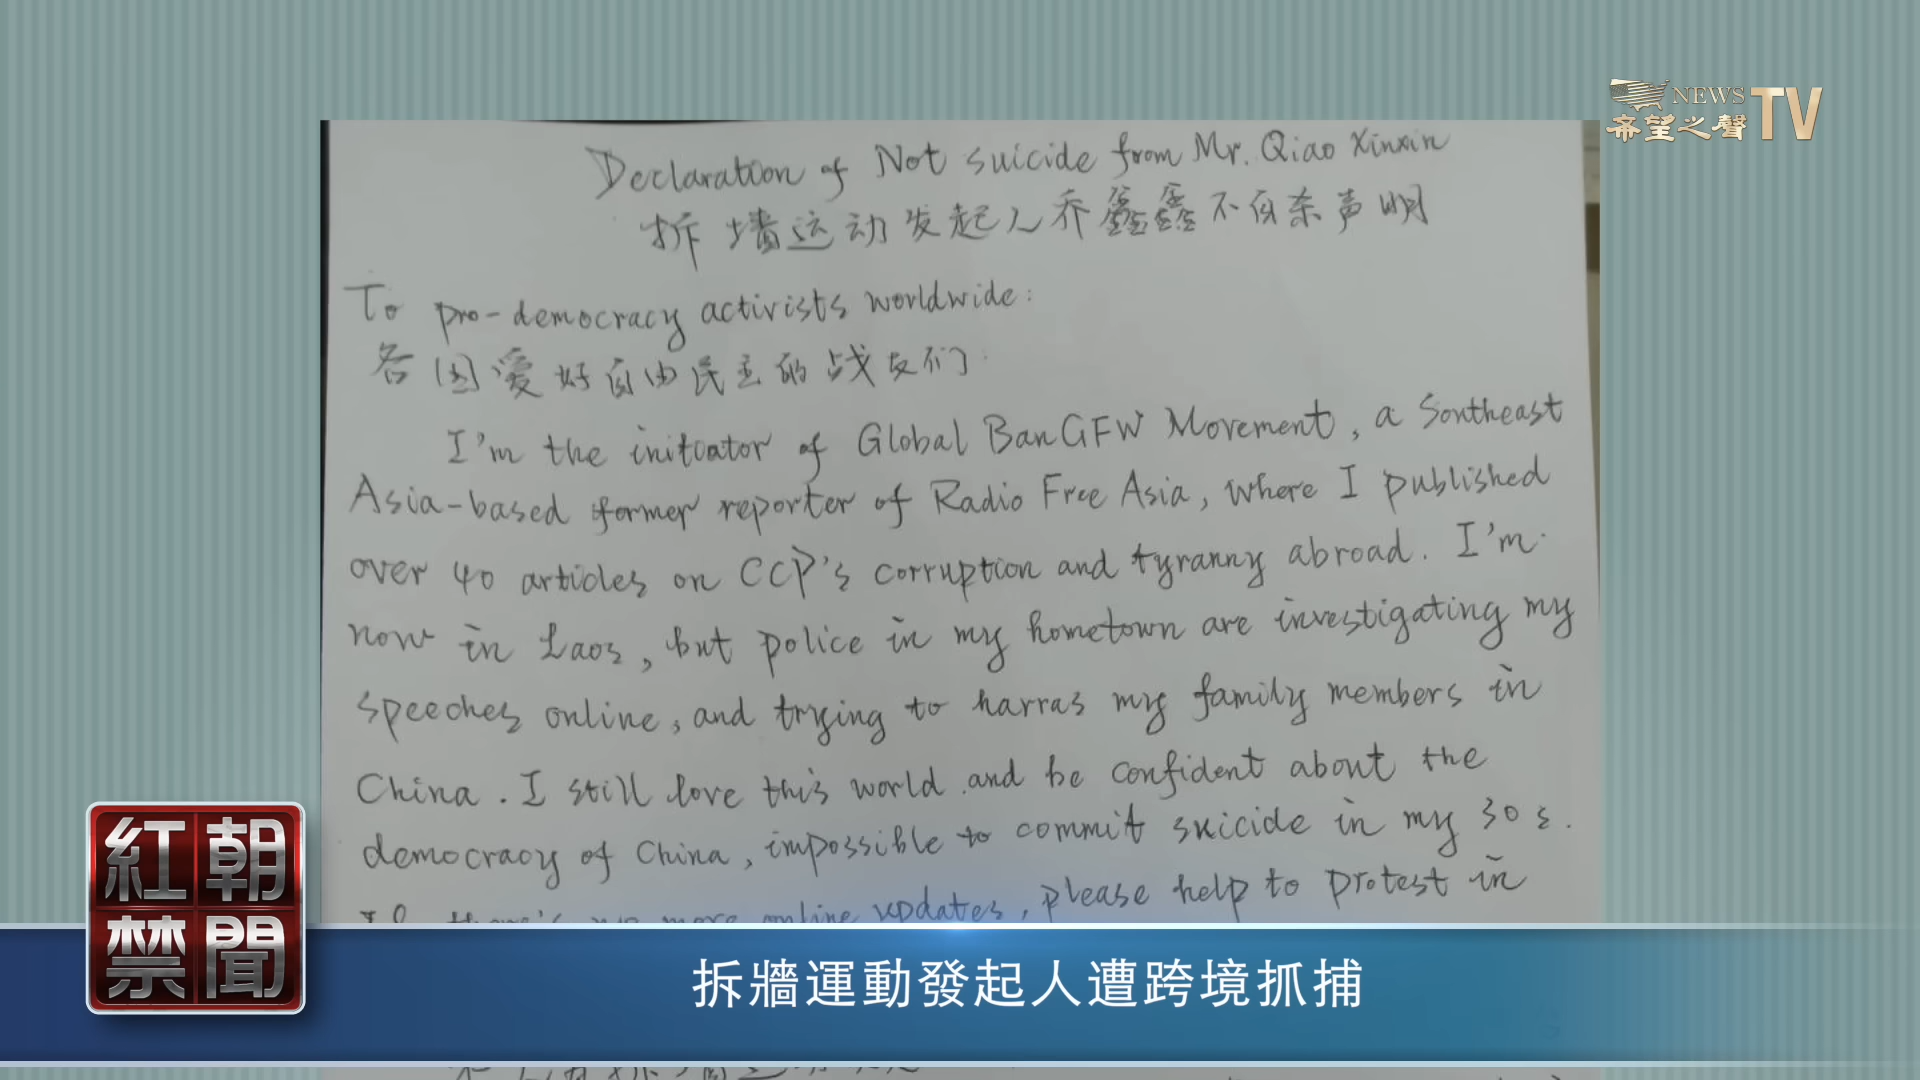 NEWS
希望之聲 TV
Declaration of Not suicide from Mr. Qiao Xinxin
拆墙运动发起人乔鑫鑫不自杀声明
To pro-democracy activists worldwide:
各国爱好自由民主的战友们:
I'm the initoator of Global BanGFW Movement, a Southeast
Asia-based former reporter of Radio Free Asia, where I published
over 40 articles on CCP's corruption and tyranny abroad. I'm
now in Laos, but police in my hometown are investigating my
speeches online, and trying to harras my family members in
China. I still love this world and be confident about the
democracy of China, impossible to commit suicide in my 30s.
If there's no more online updates, please help to protest in
紅朝
禁聞
拆牆運動發起人遭跨境抓捕